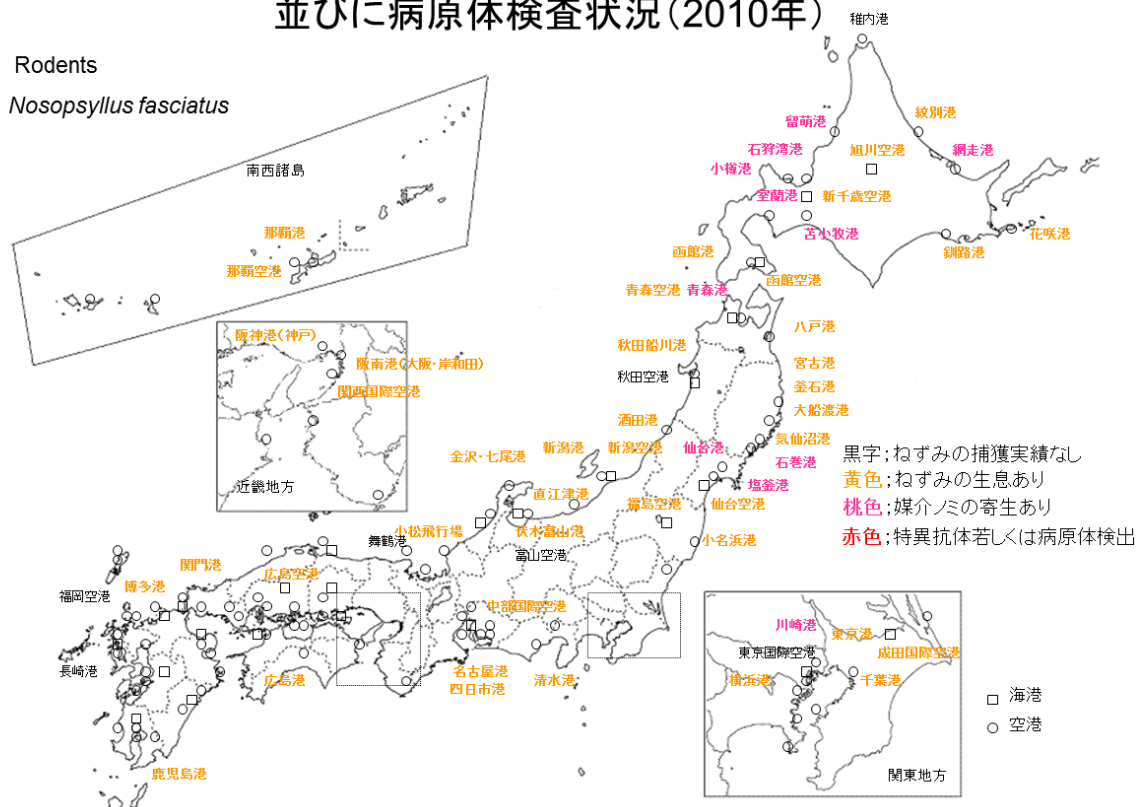 並びに病原体検査状況(2010年)
稚内港
Rodents
Nosopsyllus fasciatus
南西諸島
那覇港
那覇空港
留萌港
紋別港
石狩湾港
旭川空港
網走港
小樽港
室蘭港
新千歳空港
苫小牧港
花咲港
釧路港
函館港
函館空港
青森空港
青森港
八戸港
秋田船川港
宮古港
秋田空港
釜石港
大船渡港
酒田港
気仙沼港
阪神港(神戸)
阪南港(大阪・岸和田)
関西国際空港
近畿地方
新潟港
新潟空港
仙台港
金沢・七尾港
石巻港
塩釜港
直江津港
福島空港
仙台空港
小松飛行場
伏木富山港
小名浜港
舞鶴港
富山空港
黒字;ねずみの捕獲実績なし
黄色;ねずみの生息あり
桃色;媒介ノミの寄生あり
赤色;特異抗体若しくは病原体検出
関門港
広島空港
博多港
福岡空港
中部国際空港
長崎港
広島港
名古屋港
四日市港
清水港
鹿児島港
川崎港
東京港
東京国際空港
成田国際空港
横浜港
千葉港
関東地方
海港
空港